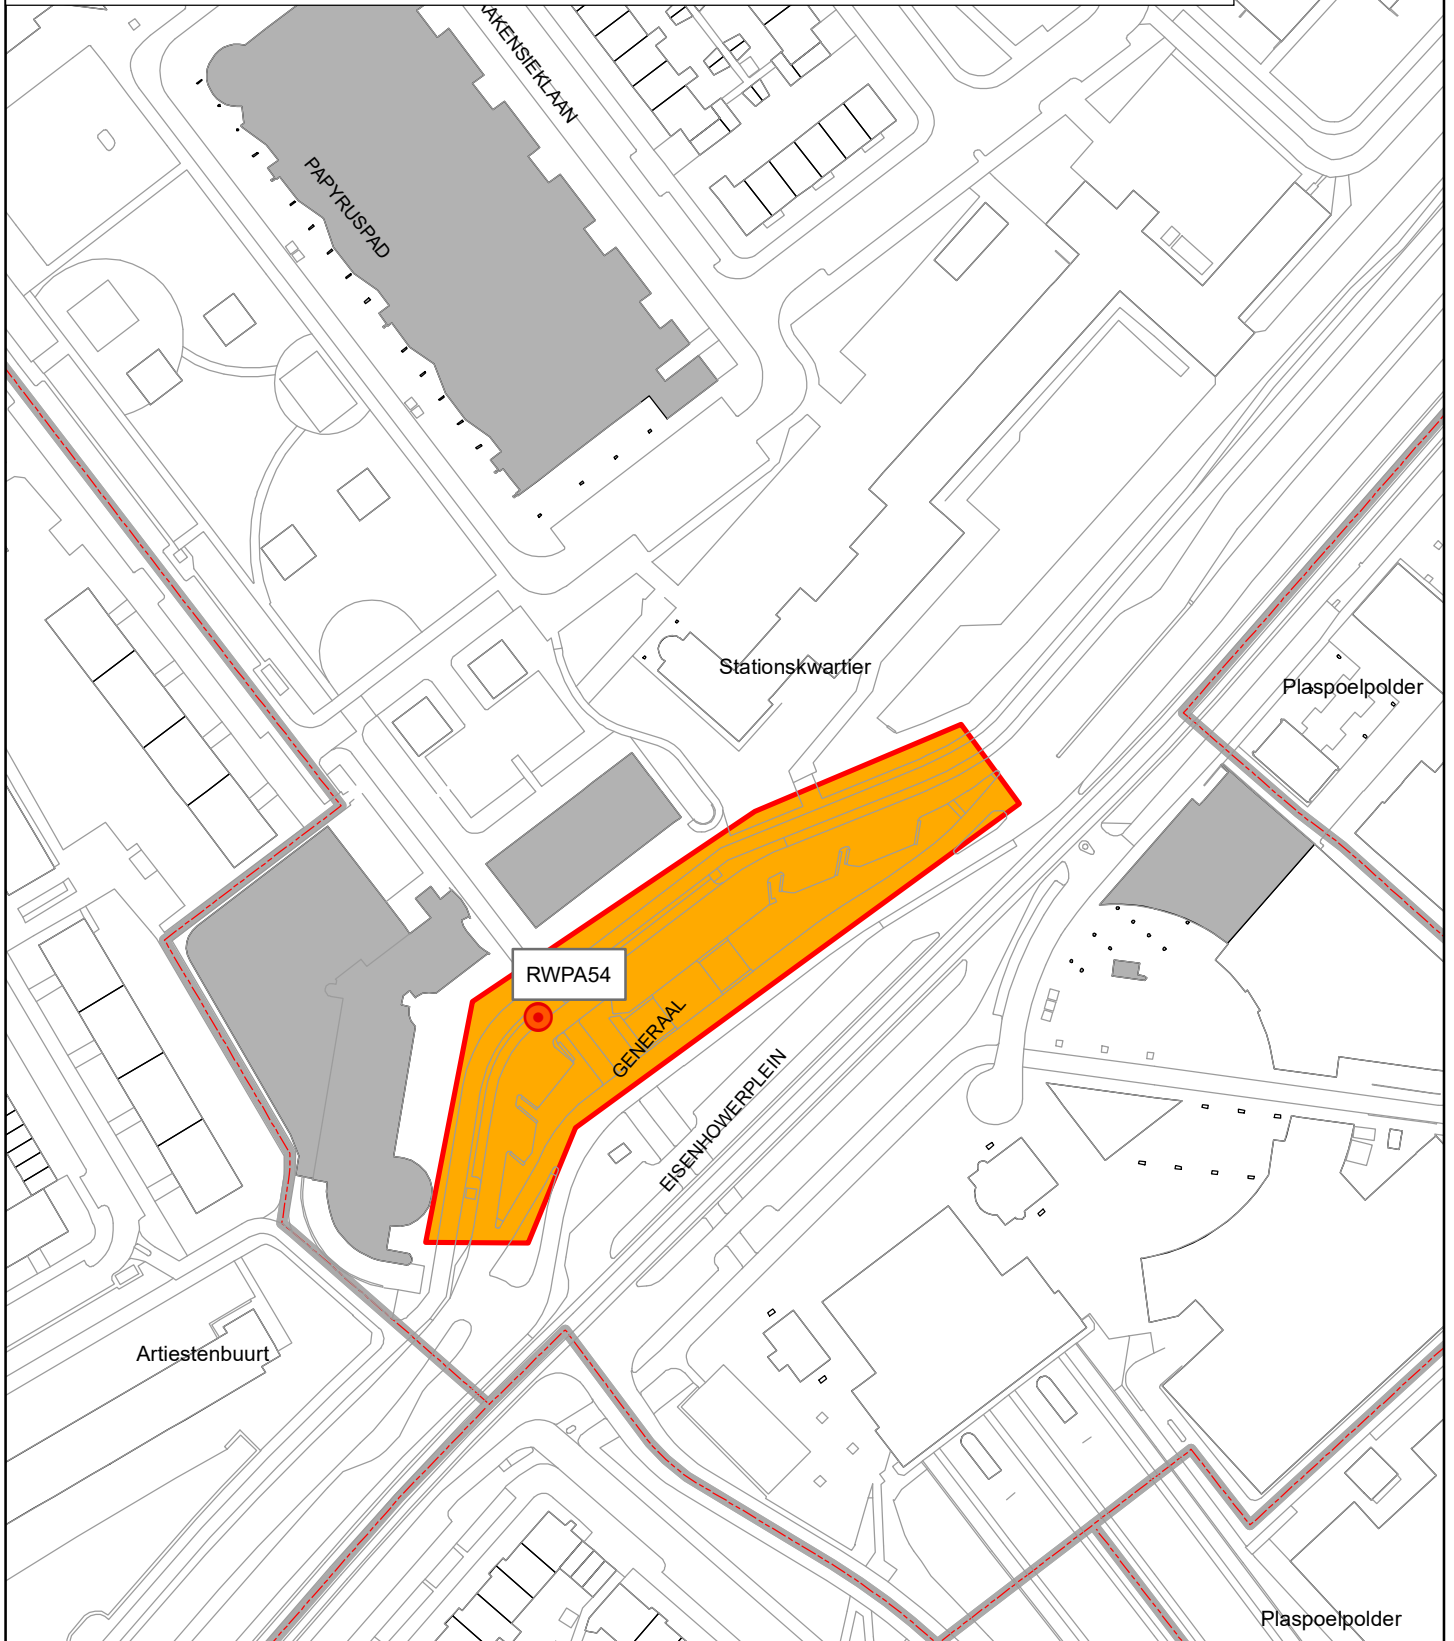 AKENSIEKLAAN
PAPYRUSPAD
Stationskwartier
Plaspoelpolder
RWPA54
GENERAAL
EISENHOWERPLEIN
Artiestenbuurt
Plaspoelpolder